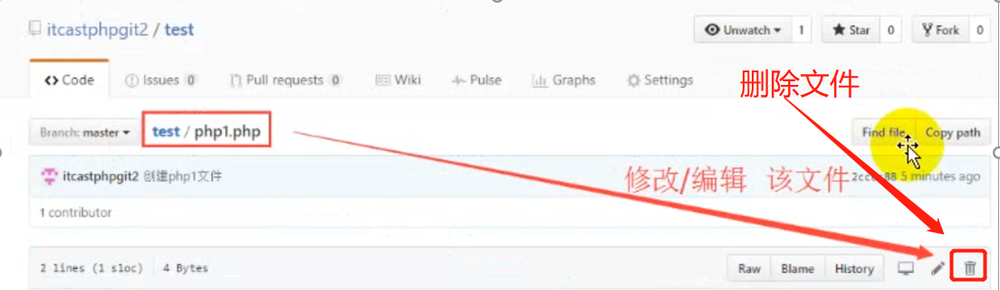 itcastphpgit2 / test
Unwatch 1
Star 0
Fork 0
Code
Issues 0
Pull requests 0
Wiki
Pulse
Graphs
Settings
删除文件
Branch: master
test / php1.php
Find file
Copy path
itcastphpgit2 创建php1文件
修改/编辑 该文件
5 minutes ago
1 contributor
2 lines (1 sloc)
4 Bytes
Raw
Blame
History